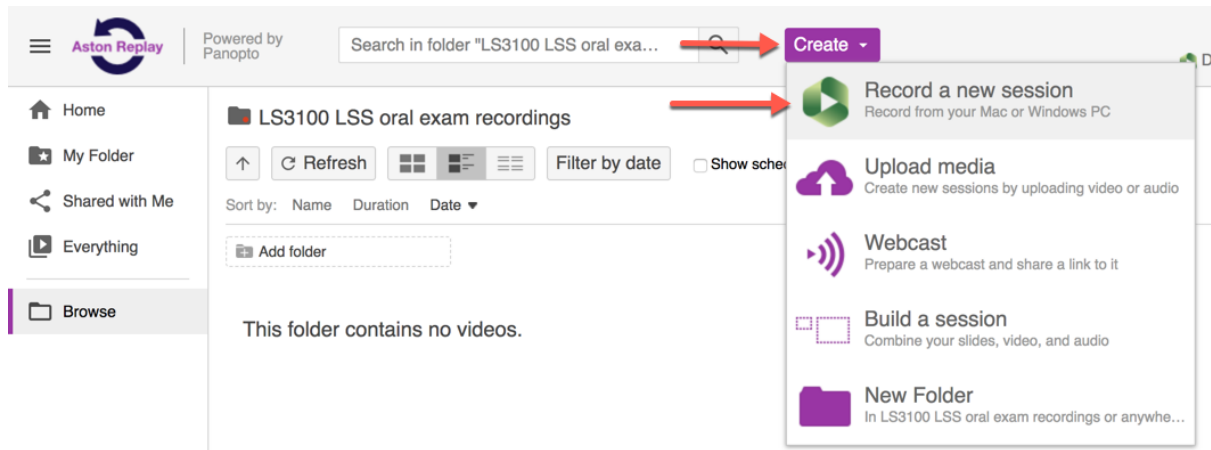 Aston Replay
Powered by
Panopto
Search in folder "LS3100 LSS oral exa...
Create
D
Home
My Folder
Shared with Me
Everything
Browse
LS3100 LSS oral exam recordings
Refresh
Filter by date
Show sched
Sort by: Name Duration Date
Add folder
This folder contains no videos.
Record a new session
Record from your Mac or Windows PC
Upload media
Create new sessions by uploading video or audio
Webcast
Prepare a webcast and share a link to it
Build a session
Combine your slides, video, and audio
New Folder
In LS3100 LSS oral exam recordings or anywhe...